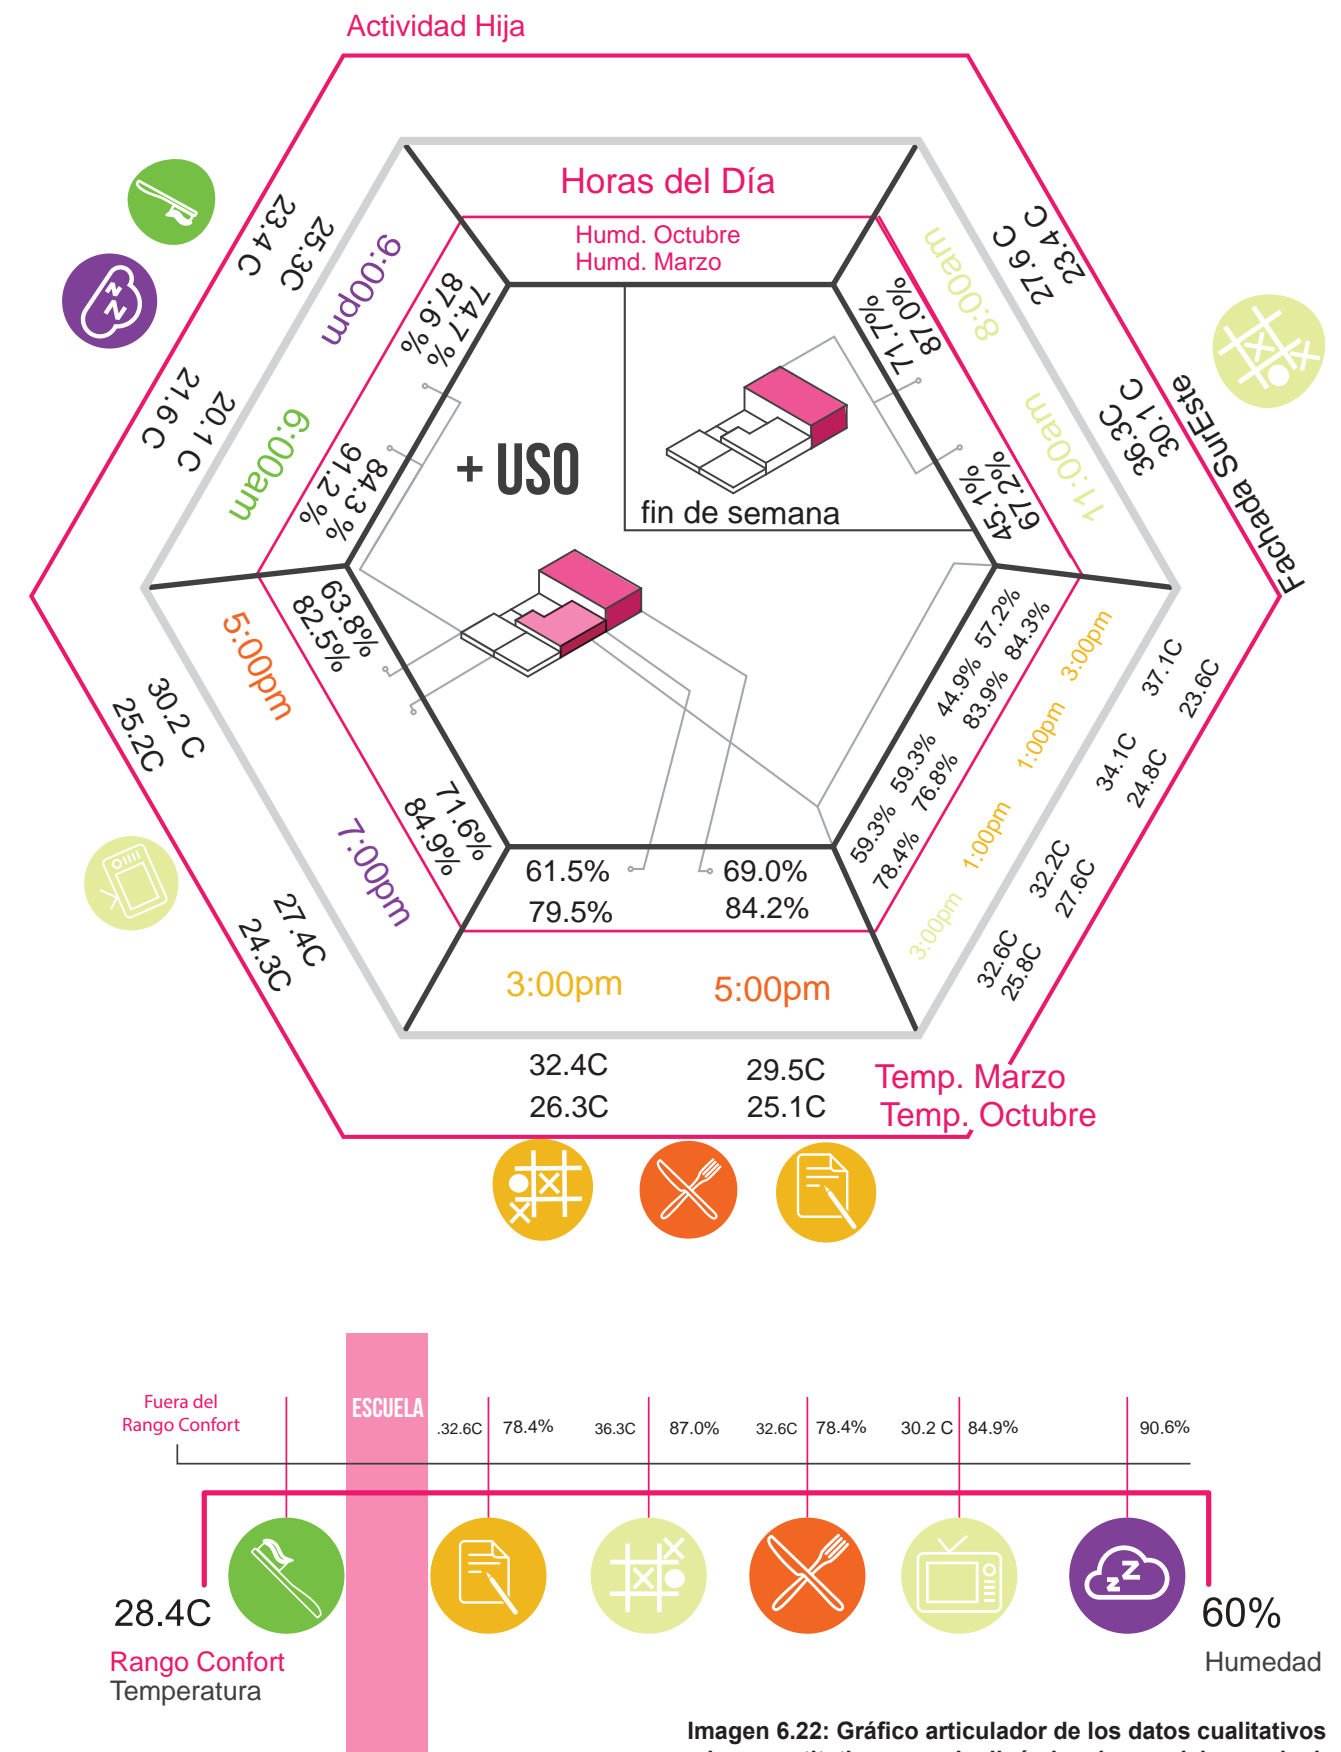 Actividad Hija
Horas del Día
Humd. Octubre
Humd. Marzo
9:00pm
74.7 %
87.6 %
25.3C
23.4 C
6:00am
84.3 %
91.2 %
20.1 C
21.6 C
8:00am
87.0%
71.7%
23.4 C
27.6 C
11:00am
67.2%
45.1%
30.1 C
36.3C
Fachada SurEste
+ USO
fin de semana
5:00pm
63.8%
82.5%
30.2 C
25.2C
7:00pm
71.6%
84.9%
27.4C
24.3C
3:00pm
57.2%
84.3%
37.1C
23.6C
1:00pm
44.9%
83.9%
34.1C
24.8C
1:00pm
59.3%
76.8%
32.2C
27.6C
3:00pm
59.3%
78.4%
32.6C
25.8C
61.5%
69.0%
79.5%
84.2%
3:00pm
5:00pm
32.4C
29.5C
26.3C
25.1C
Temp. Marzo
Temp. Octubre
Fuera del
Rango Confort
ESCUELA
.32.6C 78.4% 36.3C 87.0% 32.6C 78.4% 30.2 C 84.9% 90.6%
z z
28.4C
60%
Rango Confort
Temperatura
Humedad
Imagen 6.22: Gráfico articulador de los datos cualitativos